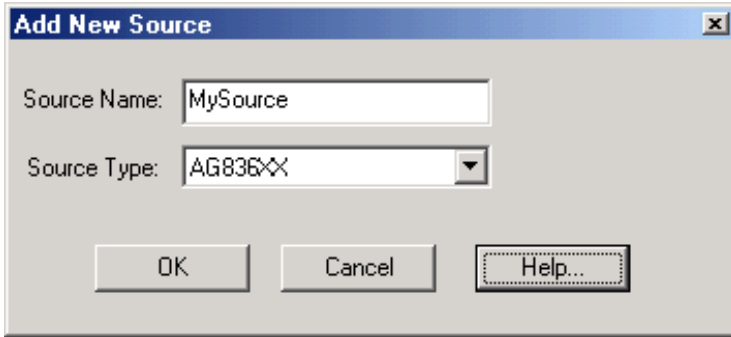 Add New Source
Source Name: MySource
Source Type: AG836XX
OK Cancel Help...